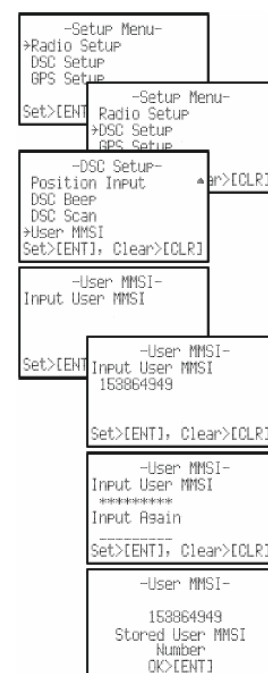 -Setup Menu-
→Radio Setup
DSC Setup
GPS Setup
Set>[ENT
-Setup Menu-
Radio Setup
→DSC Setup
GPS Setup
ar>[CLR]
-DSC Setup-
Position Input
DSC Beep
DSC Scan
→User MMSI
Set>[ENT], Clear>[CLR]
-User MMSI-
Input User MMSI
Set>[ENT
-User MMSI-
Input User MMSI
153864949
Set>[ENT], Clear>[CLR]
-User MMSI-
Input User MMSI
*********
Input Again
_________
Set>[ENT], Clear>[CLR]
-User MMSI-
153864949
Stored User MMSI
Number
OK>[ENT]